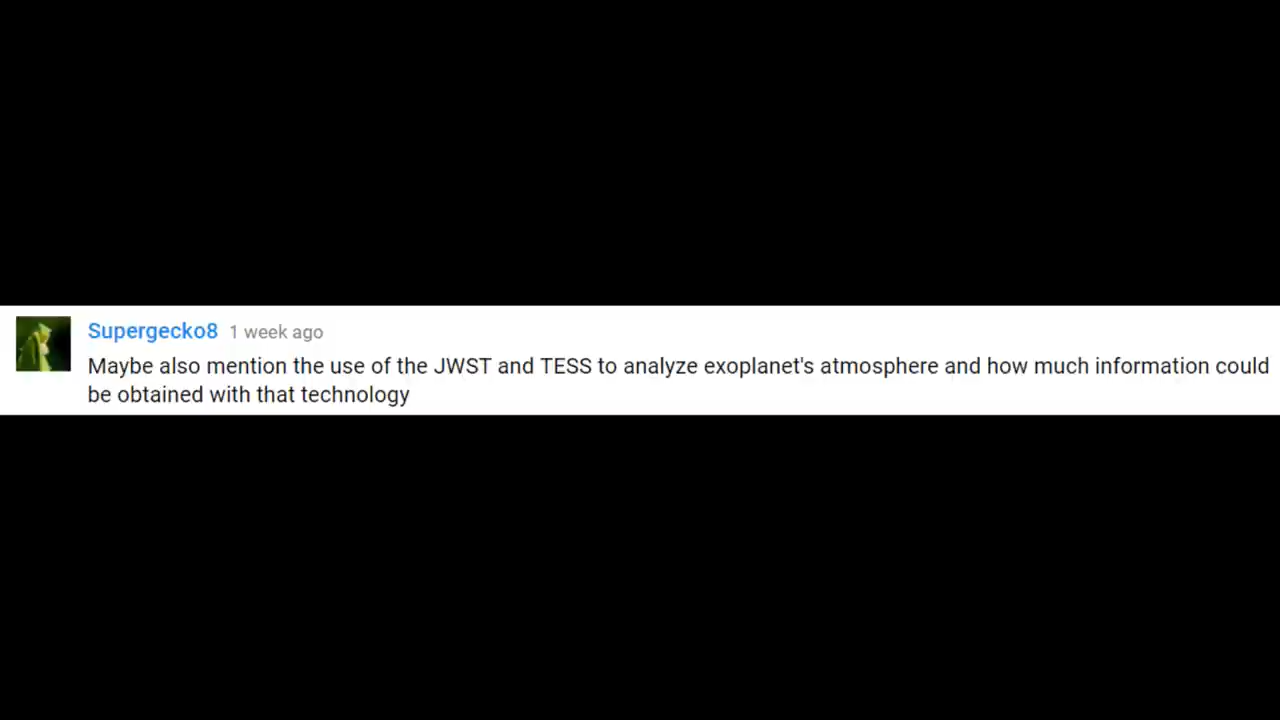 Supergecko8 1 week ago
Maybe also mention the use of the JWST and TESS to analyze exoplanet's atmosphere and how much information could
be obtained with that technology